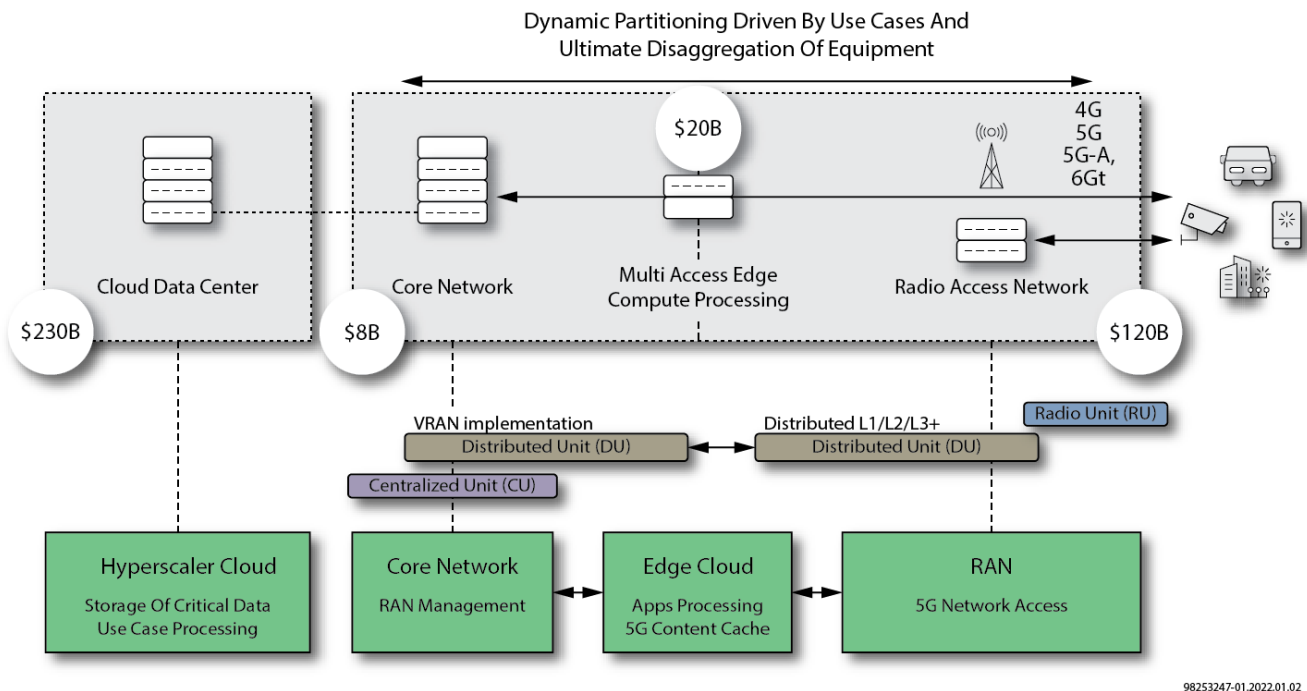 Dynamic Partitioning Driven By Use Cases And
Ultimate Disaggregation Of Equipment
$20B
4G
5G
5G-A,
6Gt
Cloud Data Center
Core Network
Multi Access Edge
Compute Processing
Radio Access Network
$230B
$8B
$120B
Radio Unit (RU)
VRAN implementation
Distributed L1/L2/L3+
Distributed Unit (DU)
Distributed Unit (DU)
Centralized Unit (CU)
Hyperscaler Cloud
Storage Of Critical Data
Use Case Processing
Core Network
RAN Management
Edge Cloud
Apps Processing
5G Content Cache
RAN
5G Network Access
98253247-01.2022.01.02